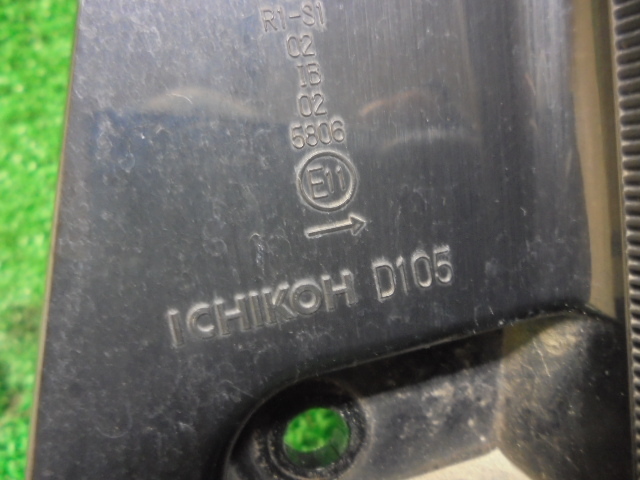 R1-S1
02
IB
02
5806
E11
→
ICHIKOH D105